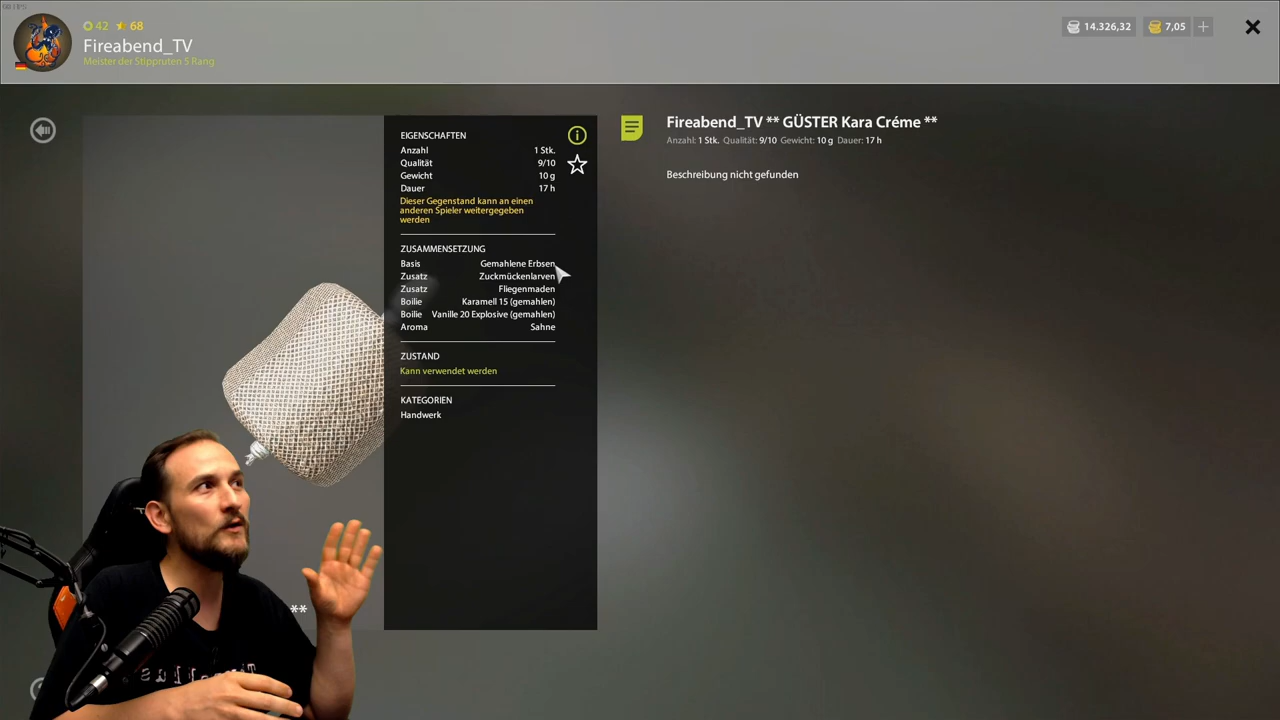 42 68
Fireabend_TV
Meister der Stippruten 5 Rang
14.326,32 7,05 +
EIGENSCHAFTEN
Anzahl 1 Stk.
Qualität 9/10
Gewicht 10 g
Dauer 17 h
Dieser Gegenstand kann an einen
anderen Spieler weitergegeben
werden
ZUSAMMENSETZUNG
Basis Gemahlene Erbsen
Zusatz Zuckmückenlarven
Zusatz Fliegenmaden
Boilie Karamell 15 (gemahlen)
Boilie Vanille 20 Explosive (gemahlen)
Aroma Sahne
ZUSTAND
Kann verwendet werden
KATEGORIEN
Handwerk
**
Fireabend_TV ** GÜSTER Kara Créme **
Anzahl: 1 Stk. Qualität: 9/10 Gewicht: 10 g Dauer: 17 h
Beschreibung nicht gefunden